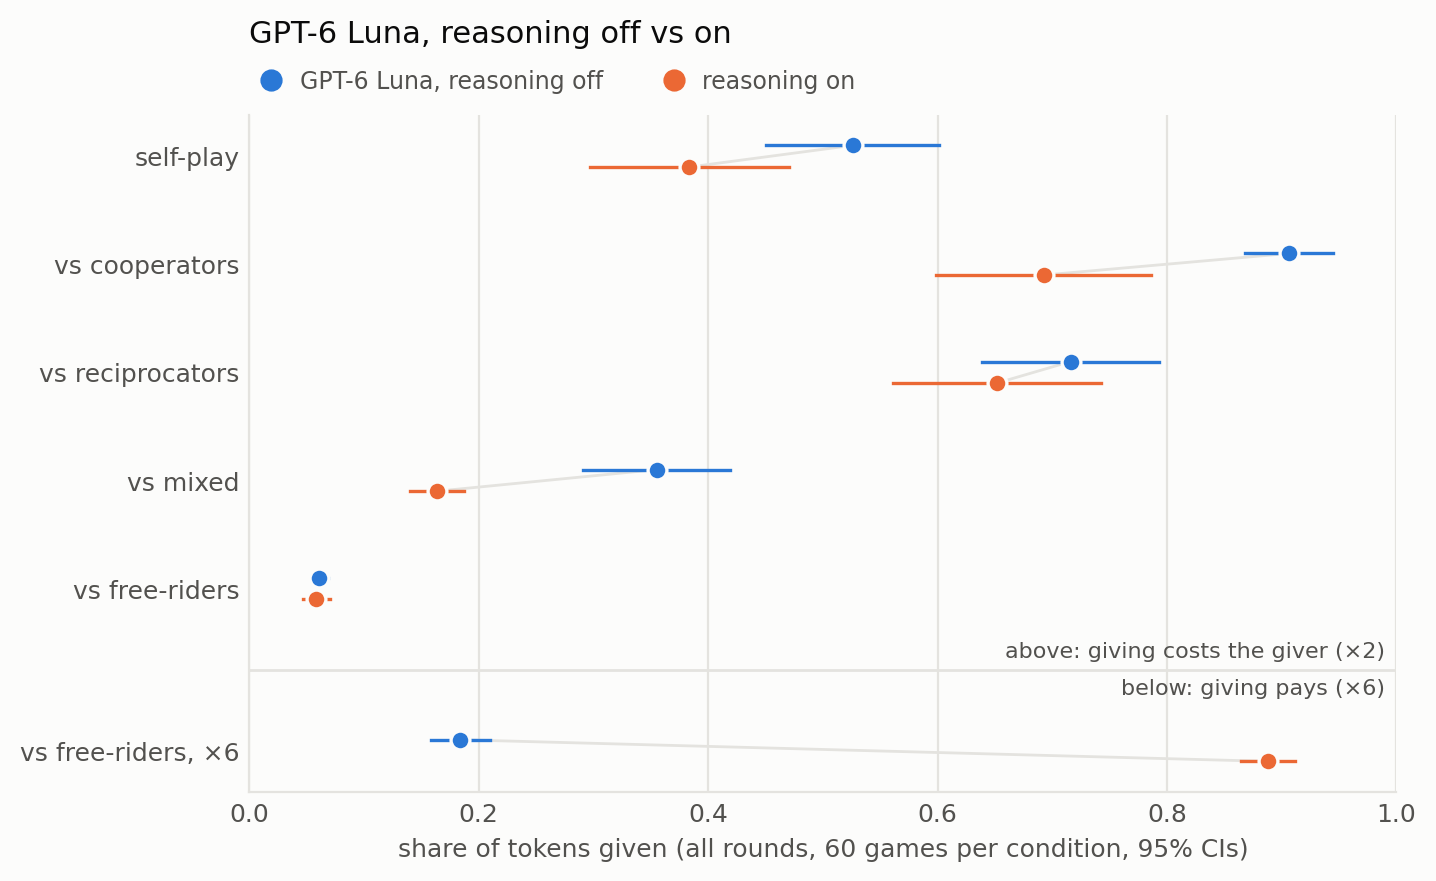 GPT-6 Luna, reasoning off vs on
GPT-6 Luna, reasoning off
reasoning on
self-play
vs cooperators
vs reciprocators
vs mixed
vs free-riders
above: giving costs the giver (×2)
below: giving pays (×6)
vs free-riders, ×6
0.0 0.2 0.4 0.6 0.8 1.0
share of tokens given (all rounds, 60 games per condition, 95% CIs)